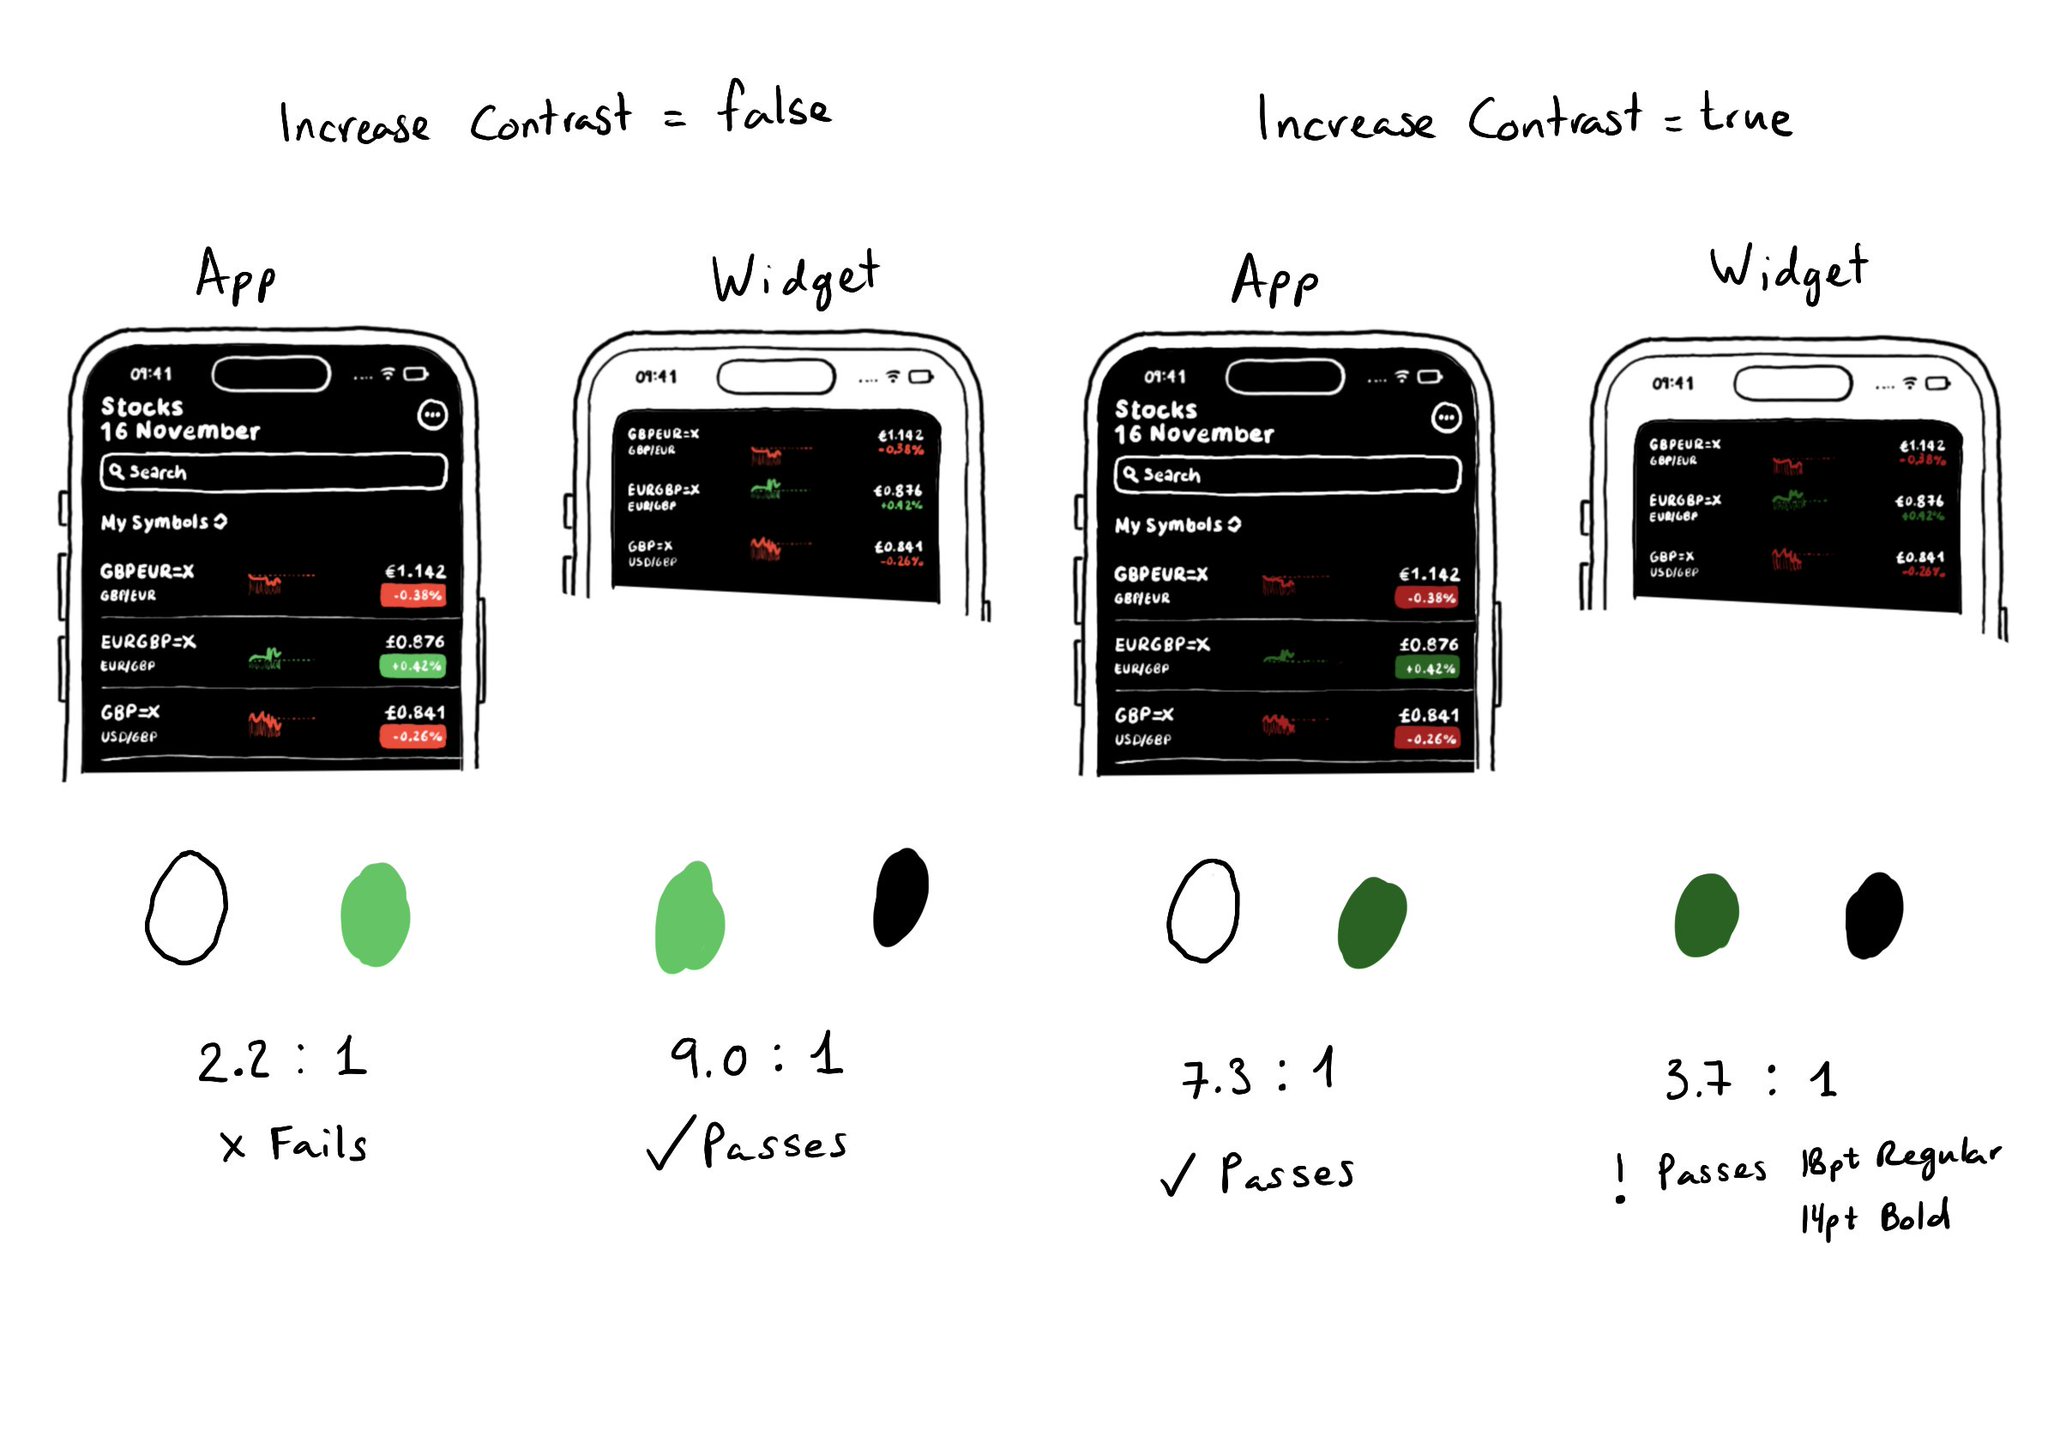 Increase Contrast = false
Increase Contrast = true
App
09:41
Stocks
16 November
Search
My Symbols
GBPEUR=X €1.142
GBP/EUR -0.38%
EURGBP=X £0.876
EUR/GBP +0.42%
GBP=X £0.841
USD/GBP -0.26%
Widget
09:41
GBPEUR=X €1.142
GBP/EUR -0.38%
EURGBP=X £0.876
EUR/GBP +0.42%
GBP=X £0.841
USD/GBP -0.26%
App
09:41
Stocks
16 November
Search
My Symbols
GBPEUR=X €1.142
GBP/EUR -0.38%
EURGBP=X £0.876
EUR/GBP +0.42%
GBP=X £0.841
USD/GBP -0.26%
Widget
09:41
GBPEUR=X €1.142
GBP/EUR -0.38%
EURGBP=X £0.876
EUR/GBP +0.42%
GBP=X £0.841
USD/GBP -0.26%
2.2 : 1
x Fails
9.0 : 1
✓ Passes
7.3 : 1
✓ Passes
3.7 : 1
! Passes 18pt Regular
14pt Bold